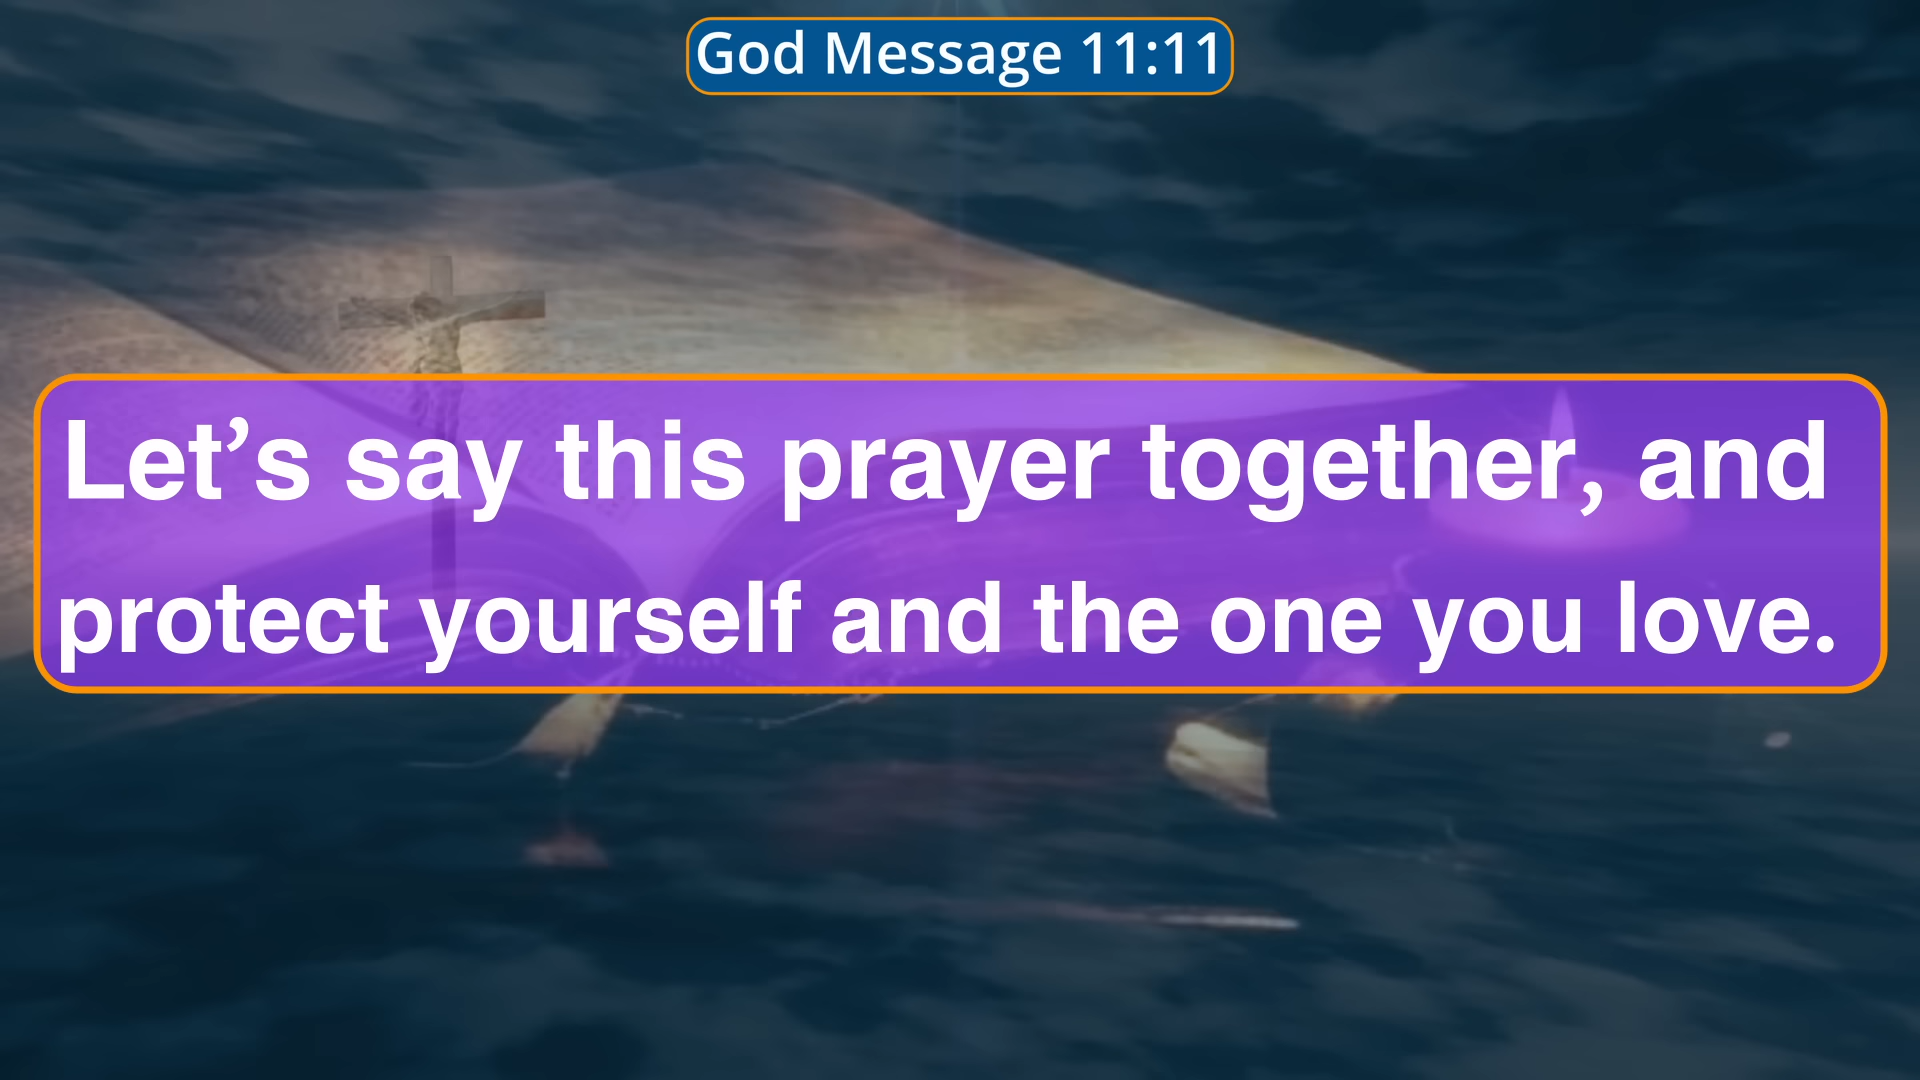 God Message 11:11
Let’s say this prayer together, and
protect yourself and the one you love.